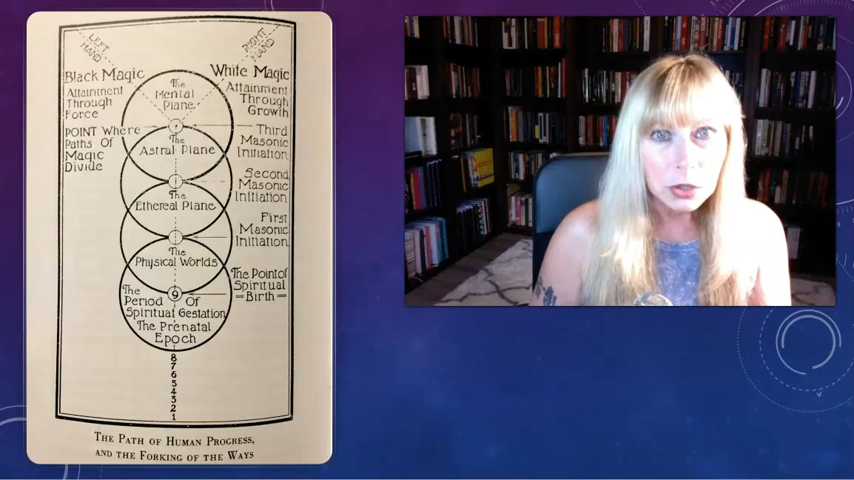 LEFT
HAND
RIGHT
HAND
Black Magic
Attainment
Through
Force
White Magic
Attainment
Through
Growth
The
Mental
Plane
POINT Where
Paths Of
Magic
Divide
The
Astral Plane
Third
Masonic
Initiation
Second
Masonic
Initiation
The
Ethereal Plane
First
Masonic
Initiation
The
Physical Worlds
The Point of
Spiritual
=Birth=
9
The Period Of
Spiritual Gestation
The Prenatal
Epoch
8
7
6
5
4
3
2
1
THE PATH OF HUMAN PROGRESS,
AND THE FORKING OF THE WAYS